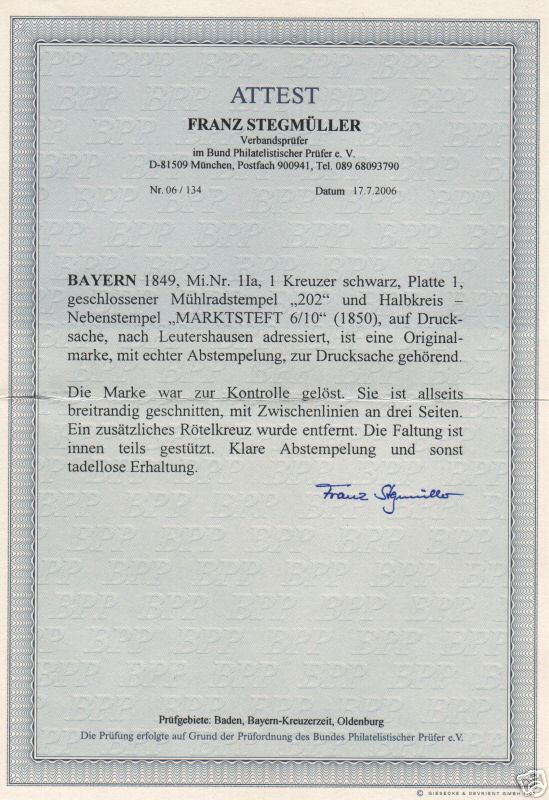 ATTEST
FRANZ STEGMÜLLER
Verbandsprüfer
im Bund Philatelistischer Prüfer e. V.
D-81509 München, Postfach 900941, Tel. 089 68093790
Nr. 06 / 134 Datum 17.7.2006
BAYERN 1849, Mi.Nr. 1Ia, 1 Kreuzer schwarz, Platte 1,
geschlossener Mühlradstempel „202“ und Halbkreis –
Nebenstempel „MARKTSTEFT 6/10“ (1850), auf Druck-
sache, nach Leutershausen adressiert, ist eine Original-
marke, mit echter Abstempelung, zur Drucksache gehörend.
Die Marke war zur Kontrolle gelöst. Sie ist allseits
breitrandig geschnitten, mit Zwischenlinien an drei Seiten.
Ein zusätzliches Rötelkreuz wurde entfernt. Die Faltung ist
innen teils gestützt. Klare Abstempelung und sonst
tadellose Erhaltung.
Franz Stegmüller
Prüfgebiete: Baden, Bayern-Kreuzerzeit, Oldenburg
Die Prüfung erfolgte auf Grund der Prüfordnung des Bundes Philatelistischer Prüfer e.V.
© GIESECKE & DEVRIENT GMBH